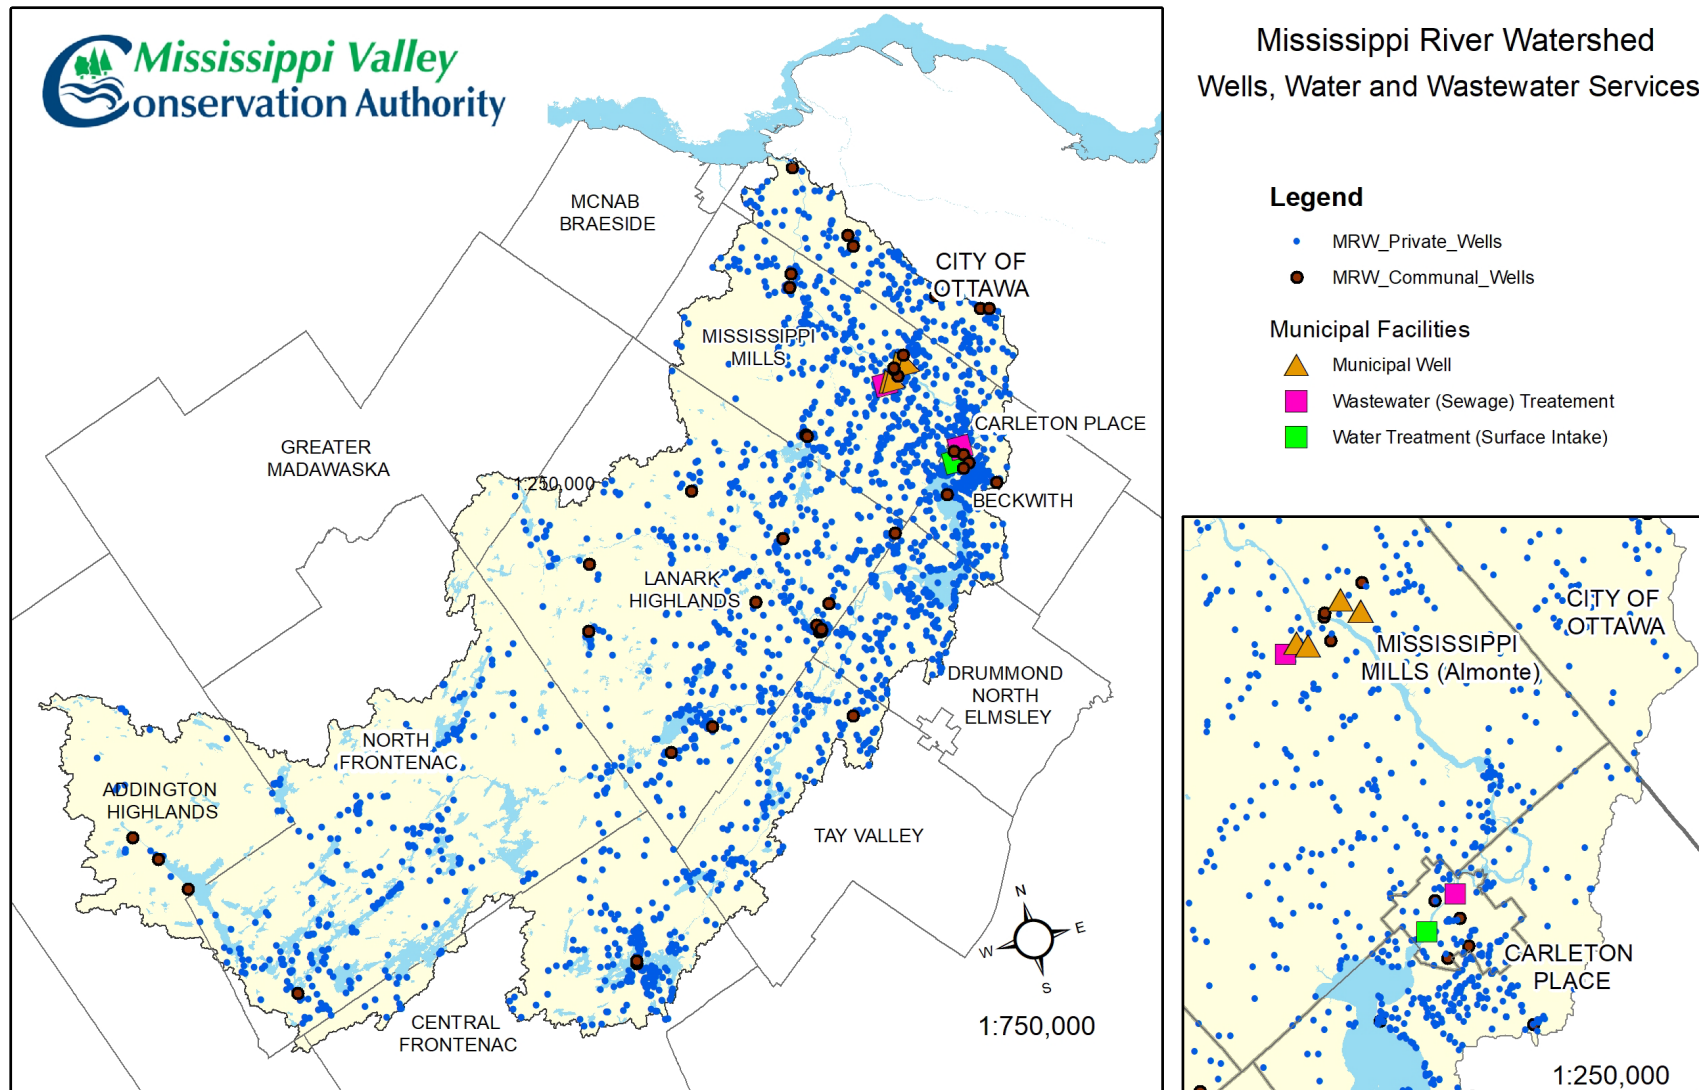 Mississippi Valley
Conservation Authority
Mississippi River Watershed
Wells, Water and Wastewater Services
Legend
MRW_Private_Wells
MRW_Communal_Wells
Municipal Facilities
Municipal Well
Wastewater (Sewage) Treatement
Water Treatment (Surface Intake)
MCNAB
BRAESIDE
CITY OF
OTTAWA
MISSISSIPPI
MILLS
CARLETON PLACE
GREATER
MADAWASKA
1:250,000
BECKWITH
LANARK
HIGHLANDS
DRUMMOND
NORTH
ELMSLEY
NORTH
FRONTENAC
ADDINGTON
HIGHLANDS
TAY VALLEY
CENTRAL
FRONTENAC
N
E
W
S
1:750,000
CITY OF
OTTAWA
MISSISSIPPI
MILLS (Almonte)
CARLETON
PLACE
1:250,000